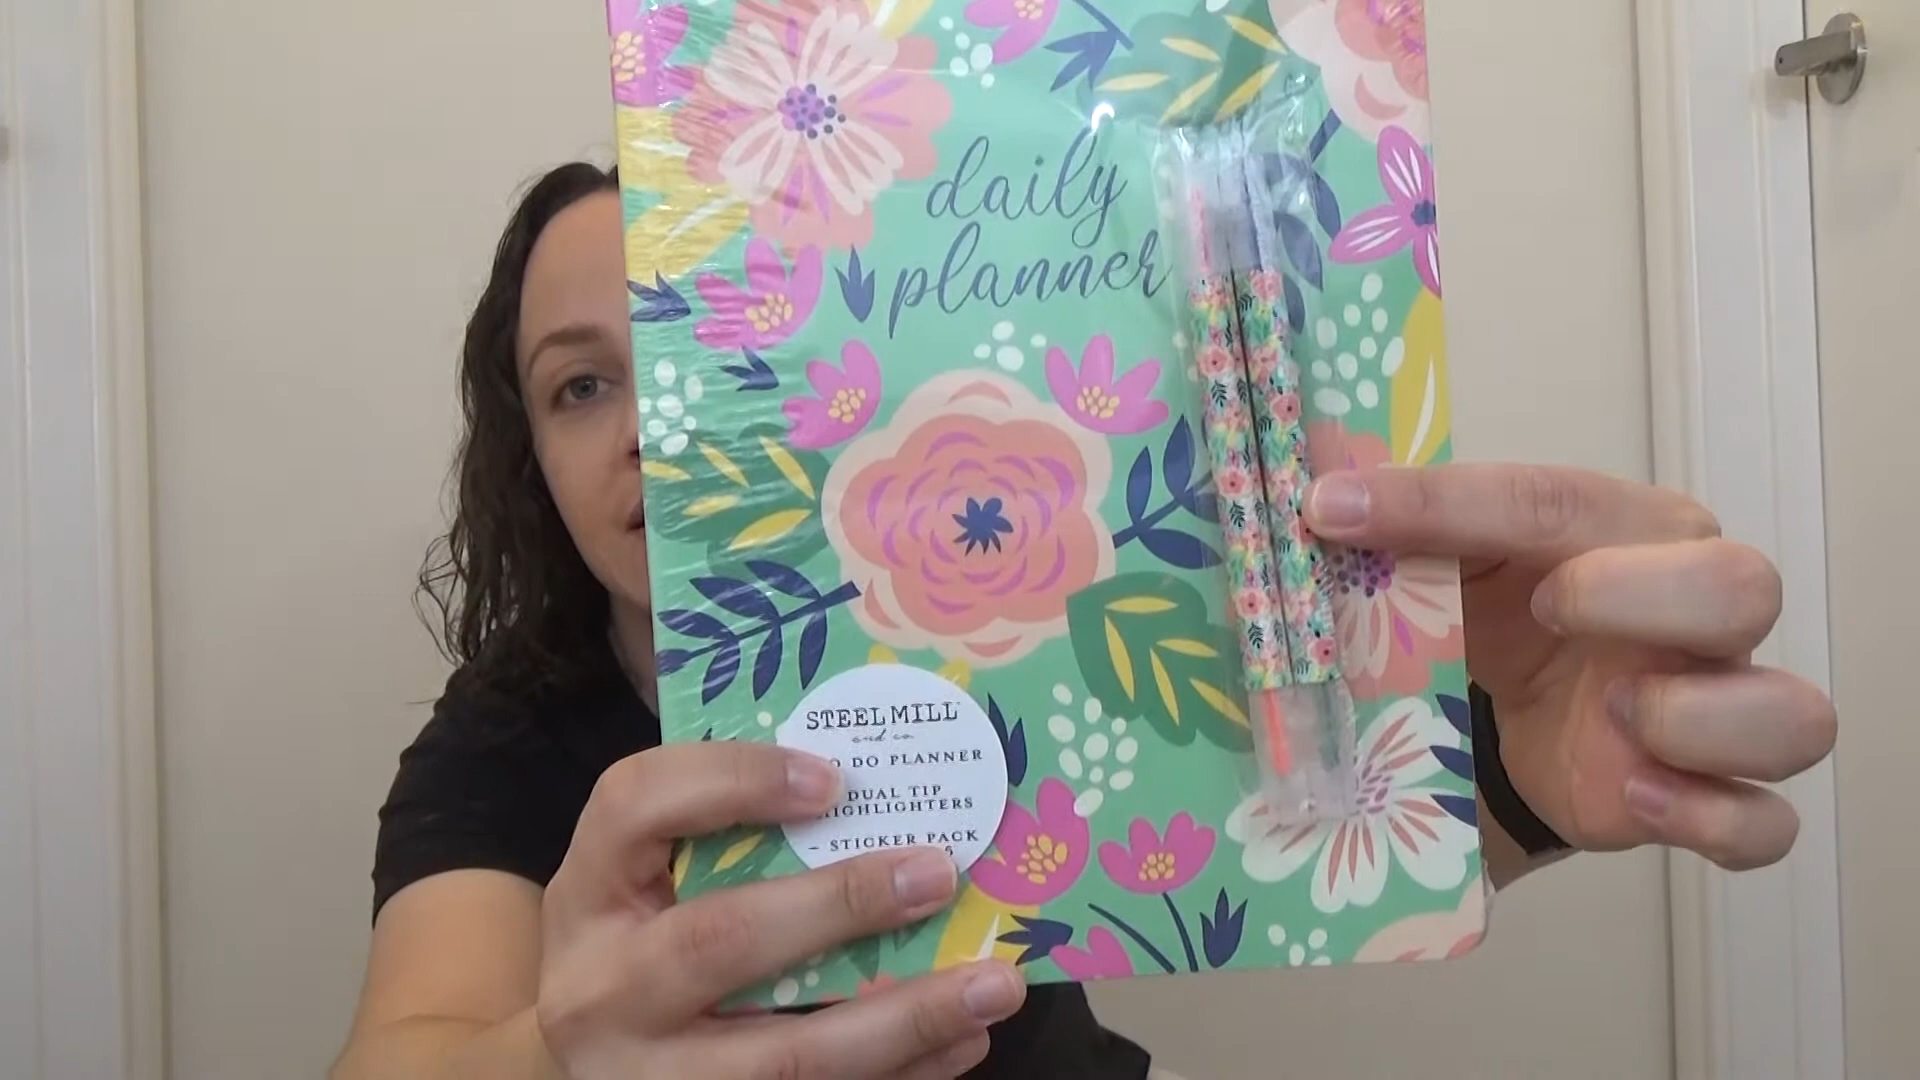 daily
planner
STEEL MILL
and co.
DO PLANNER
DUAL TIP
HIGHLIGHTERS
- STICKER PACK